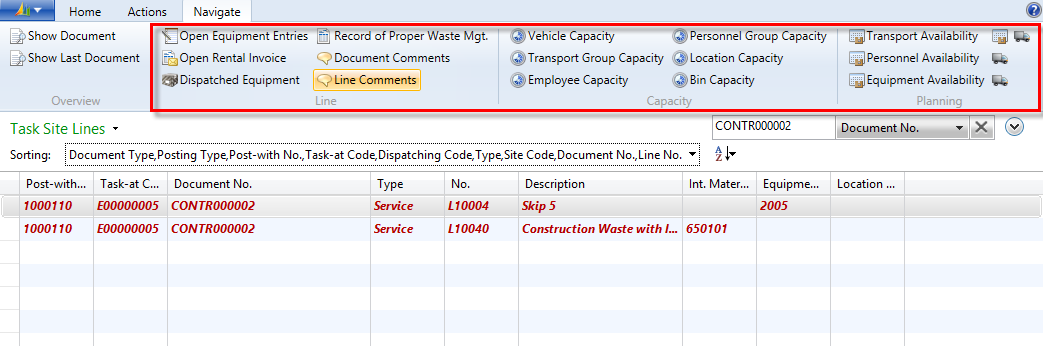 Home Actions Navigate
Show Document
Show Last Document
Overview
Open Equipment Entries
Open Rental Invoice
Dispatched Equipment
Record of Proper Waste Mgt.
Document Comments
Line Comments
Line
Vehicle Capacity
Transport Group Capacity
Employee Capacity
Personnel Group Capacity
Location Capacity
Bin Capacity
Capacity
Transport Availability
Personnel Availability
Equipment Availability
Planning
Task Site Lines
CONTR000002 Document No.
Sorting: Document Type,Posting Type,Post-with No.,Task-at Code,Dispatching Code,Type,Site Code,Document No.,Line No.
Post-with... Task-at C... Document No. Type No. Description Int. Mater... Equipme... Location ...
1000110 E00000005 CONTR000002 Service L10004 Skip 5 2005
1000110 E00000005 CONTR000002 Service L10040 Construction Waste with I... 650101